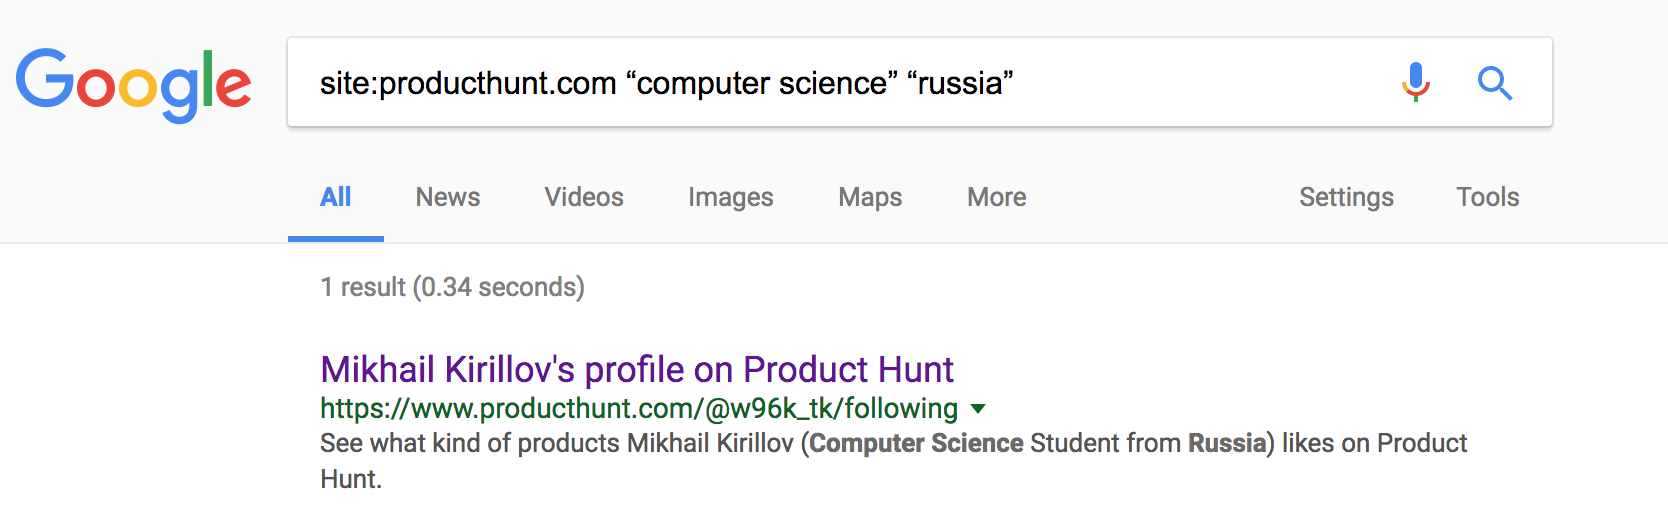 Google
site:producthunt.com “computer science” “russia”
All News Videos Images Maps More Settings Tools
1 result (0.34 seconds)
Mikhail Kirillov's profile on Product Hunt
https://www.producthunt.com/@w96k_tk/following
See what kind of products Mikhail Kirillov (Computer Science Student from Russia) likes on Product
Hunt.